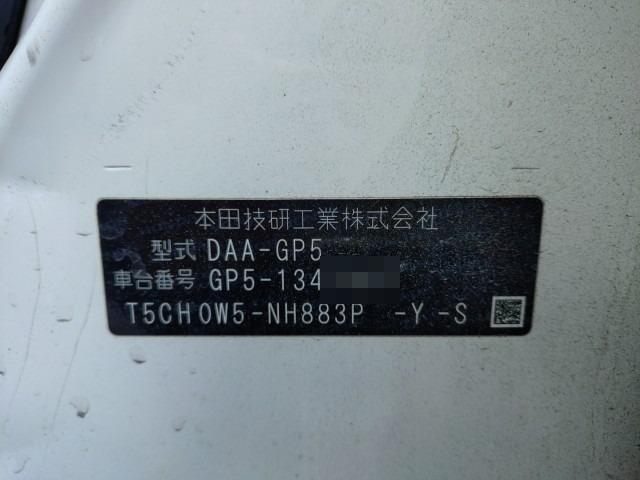 本田技研工業株式会社
型式 DAA-GP5
車台番号 GP5-134
T5CH0W5-NH883P -Y -S